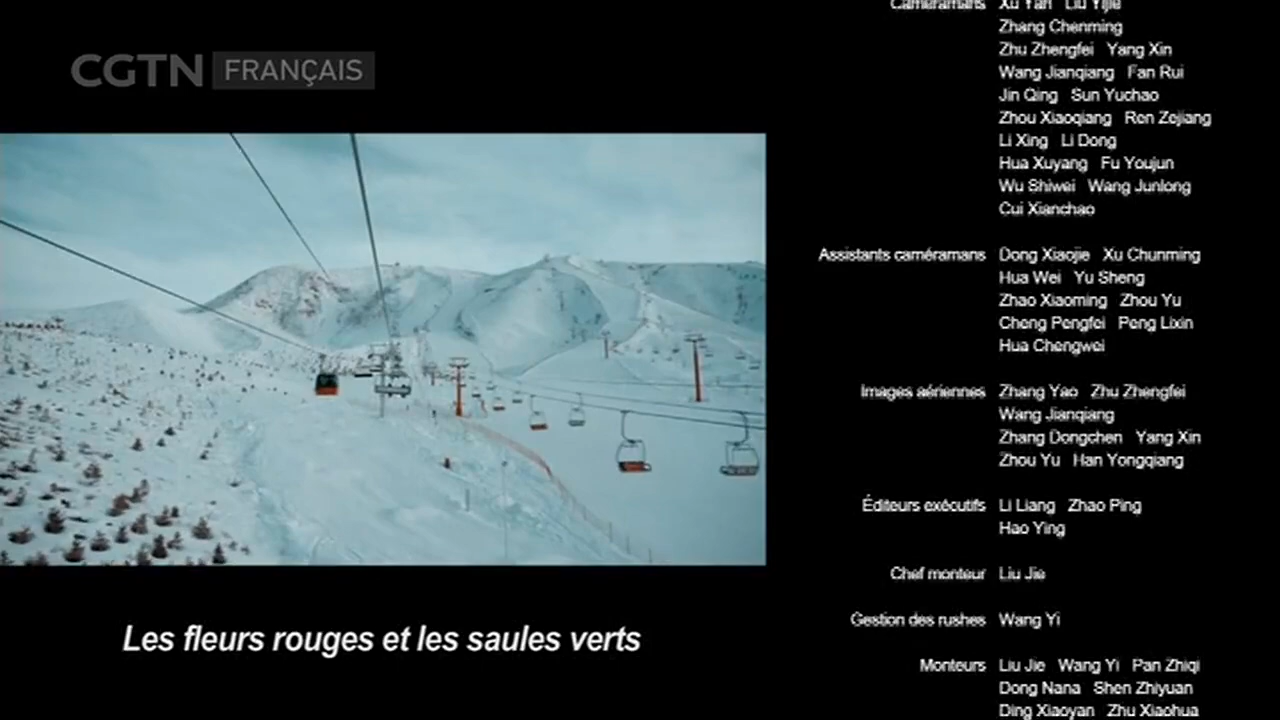 CGTN FRANÇAIS
Les fleurs rouges et les saules verts
Caméramans Xu Yan Liu Yijie
Zhang Chenming
Zhu Zhengfei Yang Xin
Wang Jianqiang Fan Rui
Jin Qing Sun Yuchao
Zhou Xiaoqiang Ren Zejiang
Li Xing Li Dong
Hua Xuyang Fu Youjun
Wu Shiwei Wang Junlong
Cui Xianchao
Assistants caméramans Dong Xiaojie Xu Chunming
Hua Wei Yu Sheng
Zhao Xiaoming Zhou Yu
Cheng Pengfei Peng Lixin
Hua Chengwei
Images aériennes Zhang Yao Zhu Zhengfei
Wang Jianqiang
Zhang Dongchen Yang Xin
Zhou Yu Han Yongqiang
Éditeurs exécutifs Li Liang Zhao Ping
Hao Ying
Chef monteur Liu Jie
Gestion des rushes Wang Yi
Monteurs Liu Jie Wang Yi Pan Zhiqi
Dong Nana Shen Zhiyuan
Ding Xiaoyan Zhu Xiaohua